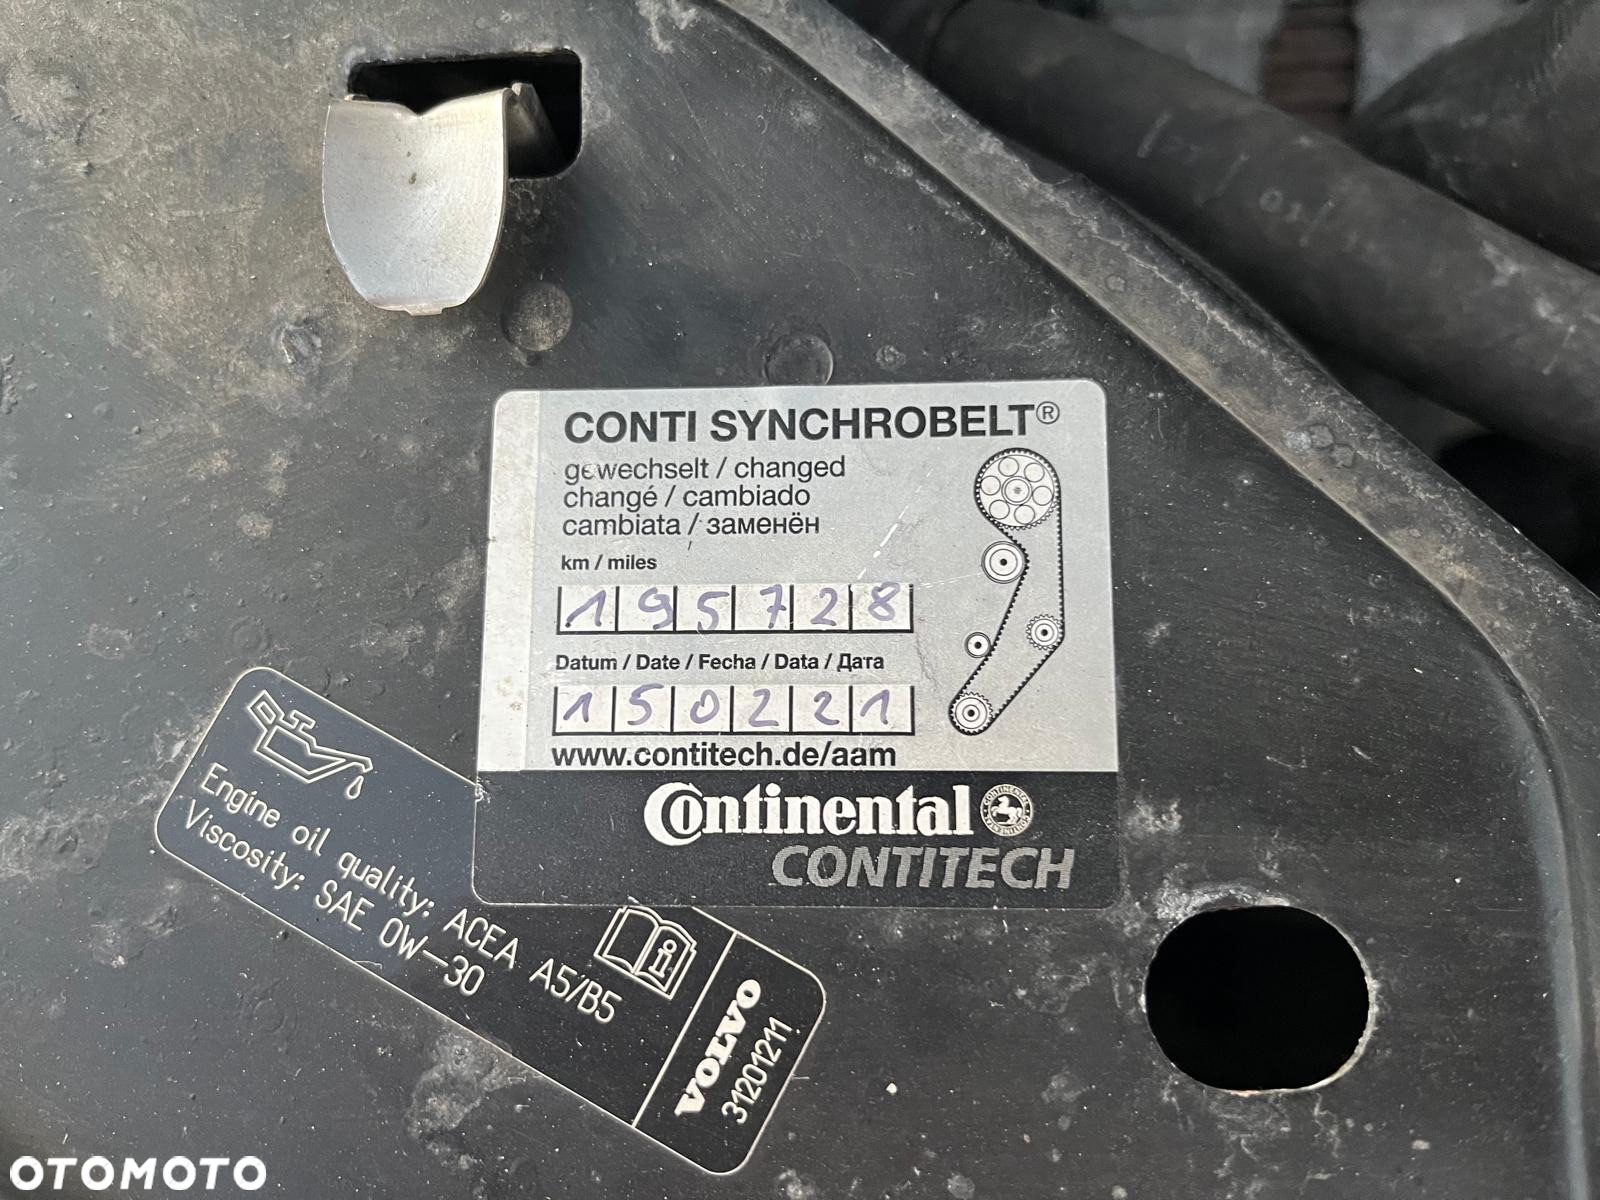 CONTI SYNCHROBELT®
gewechselt / changed
changé / cambiado
cambiata / заменён
km / miles
195728
Datum / Date / Fecha / Data / Дата
150221
www.contitech.de/aam
Continental
CONTITECH
Engine oil quality: ACEA A5/B5
Viscosity: SAE 0W-30
VOLVO
31201211
OTOMOTO